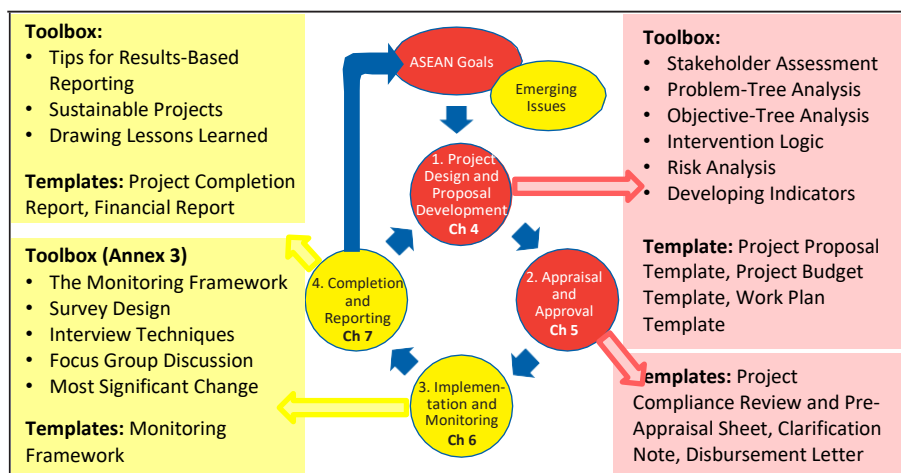 Toolbox:
• Tips for Results-Based
Reporting
• Sustainable Projects
• Drawing Lessons Learned
Templates: Project Completion
Report, Financial Report
Toolbox (Annex 3)
• The Monitoring Framework
• Survey Design
• Interview Techniques
• Focus Group Discussion
• Most Significant Change
Templates: Monitoring
Framework
ASEAN Goals
Emerging
Issues
1. Project
Design and
Proposal
Development
Ch 4
2. Appraisal
and
Approval
Ch 5
3. Implemen-
tation and
Monitoring
Ch 6
4. Completion
and
Reporting
Ch 7
Toolbox:
• Stakeholder Assessment
• Problem-Tree Analysis
• Objective-Tree Analysis
• Intervention Logic
• Risk Analysis
• Developing Indicators
Template: Project Proposal
Template, Project Budget
Template, Work Plan
Template
Templates: Project
Compliance Review and Pre-
Appraisal Sheet, Clarification
Note, Disbursement Letter